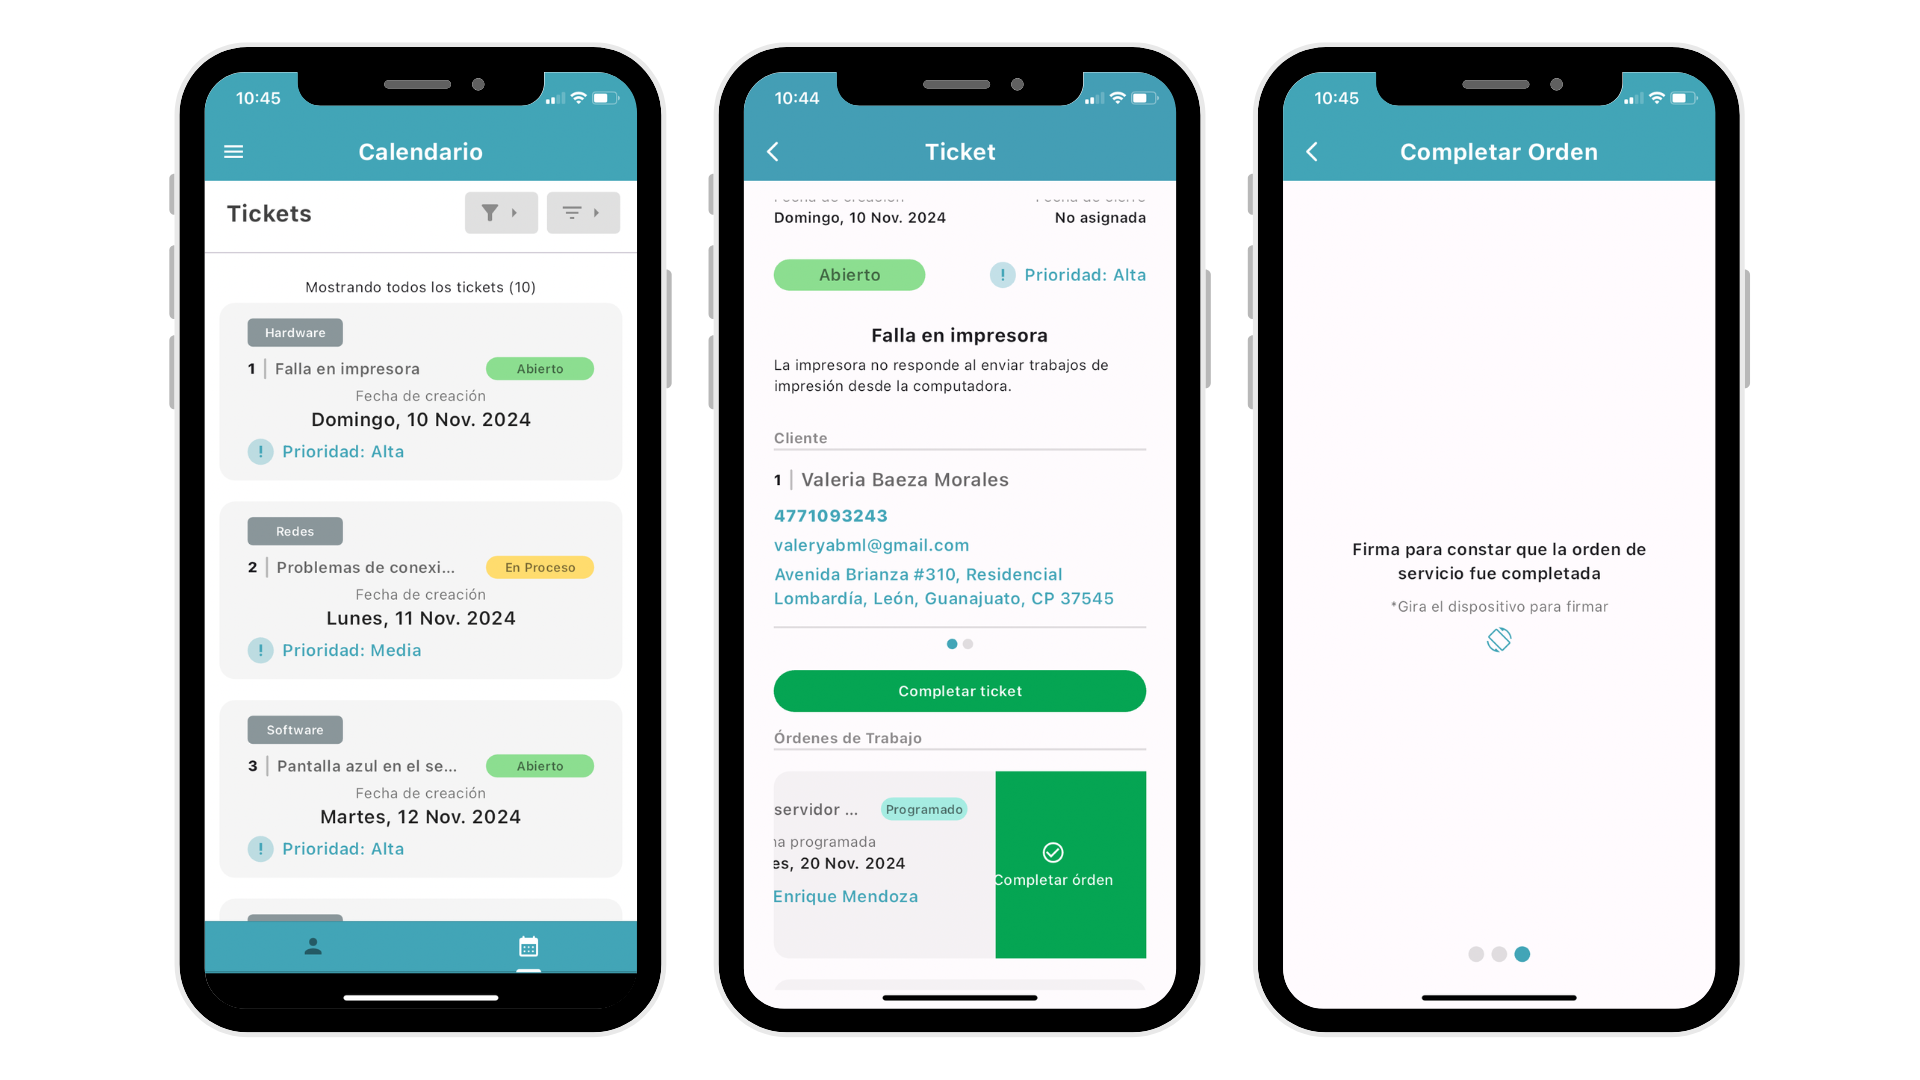 10:45
Calendario
Tickets
Mostrando todos los tickets (10)
Hardware
1 | Falla en impresora
Abierto
Fecha de creación
Domingo, 10 Nov. 2024
! Prioridad: Alta
Redes
2 | Problemas de conexi...
En Proceso
Fecha de creación
Lunes, 11 Nov. 2024
! Prioridad: Media
Software
3 | Pantalla azul en el se...
Abierto
Fecha de creación
Martes, 12 Nov. 2024
! Prioridad: Alta
10:44
Ticket
Fecha de creación
Fecha de cierre
Domingo, 10 Nov. 2024
No asignada
Abierto
! Prioridad: Alta
Falla en impresora
La impresora no responde al enviar trabajos de
impresión desde la computadora.
Cliente
1 | Valeria Baeza Morales
4771093243
valeryabml@gmail.com
Avenida Brianza #310, Residencial
Lombardía, León, Guanajuato, CP 37545
Completar ticket
Órdenes de Trabajo
servidor ...
Programado
na programada
es, 20 Nov. 2024
Enrique Mendoza
Completar órden
10:45
Completar Orden
Firma para constar que la orden de
servicio fue completada
*Gira el dispositivo para firmar